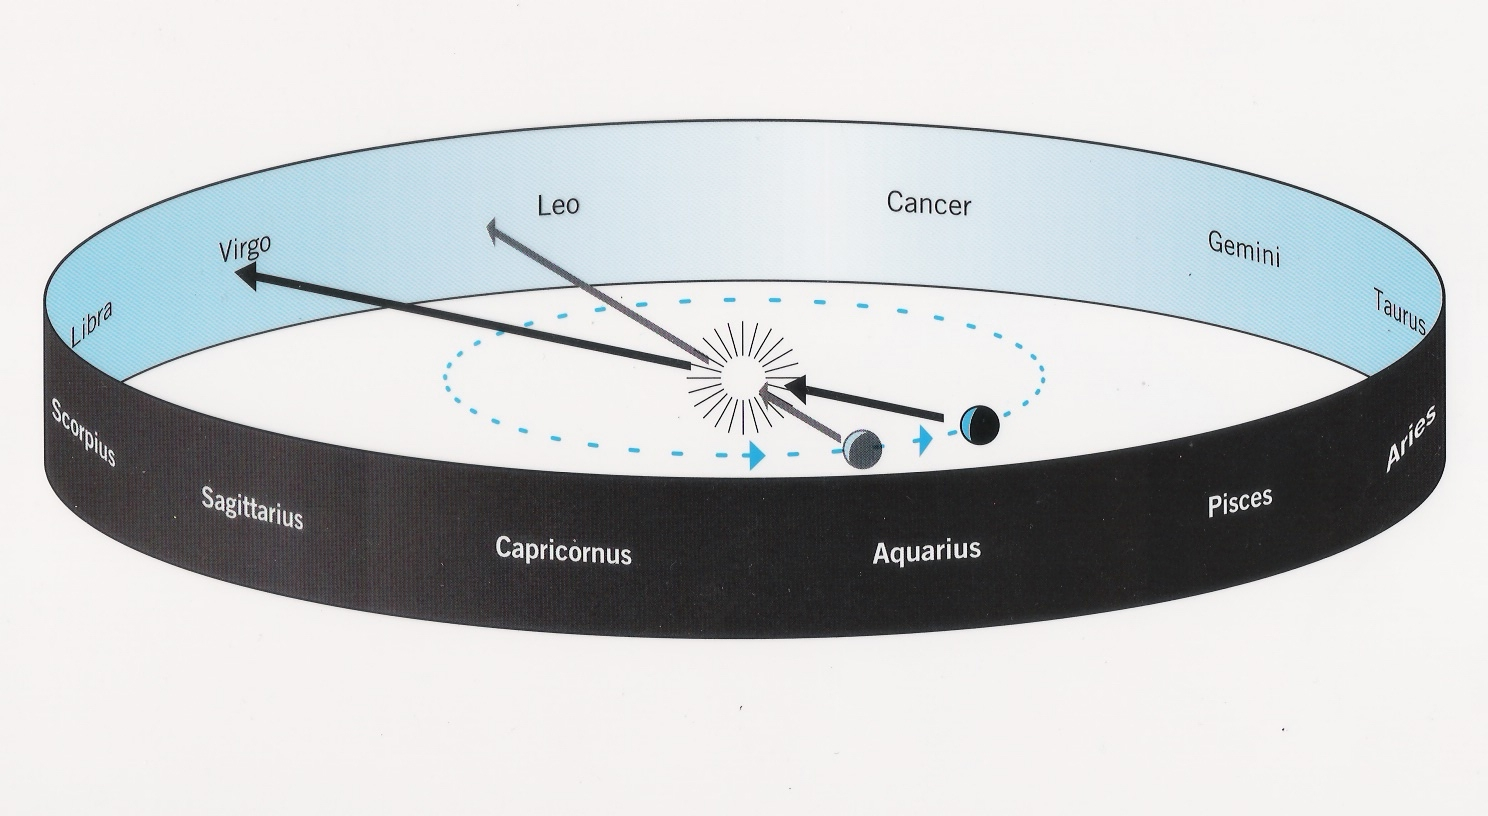 Leo
Cancer
Virgo
Gemini
Libra
Taurus
Scorpius
Aries
Sagittarius
Pisces
Capricornus
Aquarius